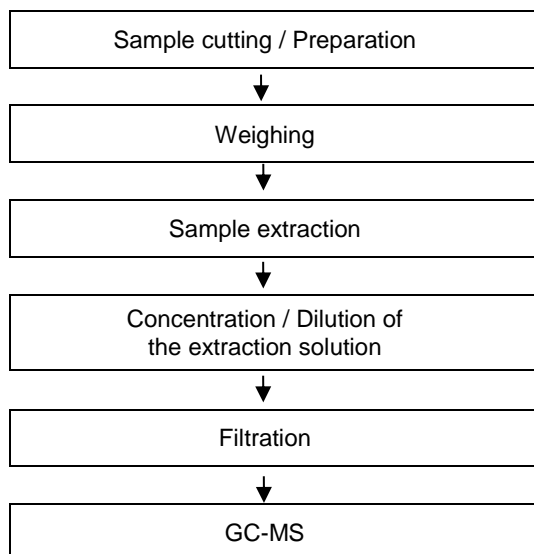 Sample cutting / Preparation
Weighing
Sample extraction
Concentration / Dilution of
the extraction solution
Filtration
GC-MS